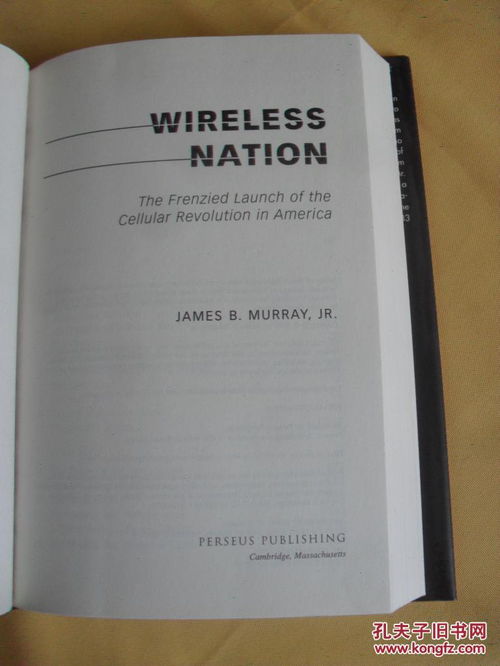 WIRELESS
NATION
The Frenzied Launch of the
Cellular Revolution in America
JAMES B. MURRAY, JR.
PERSEUS PUBLISHING
Cambridge, Massachusetts
孔夫子旧书网
www.kongfz.com